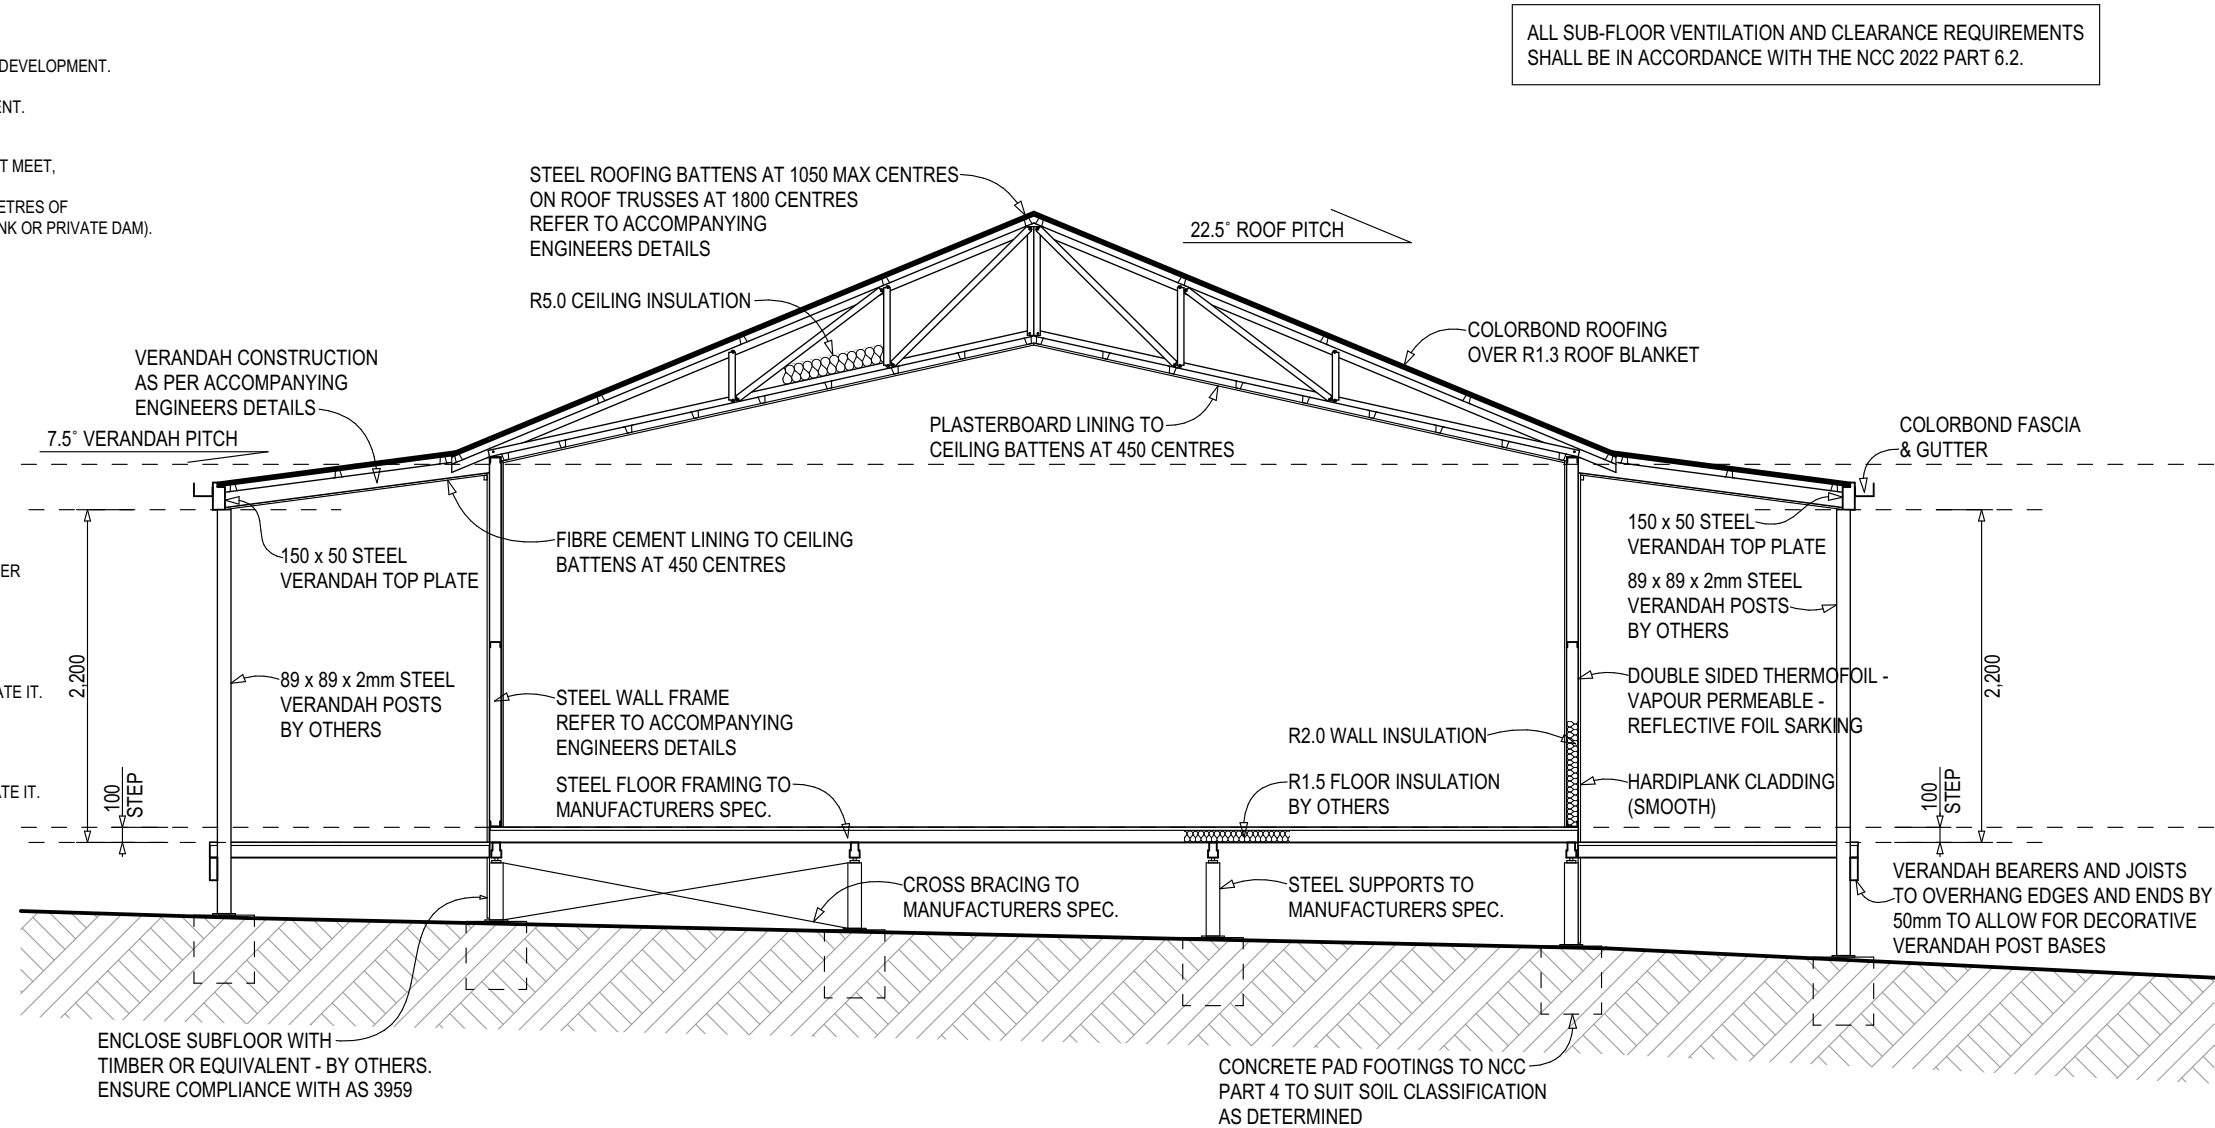 ALL SUB-FLOOR VENTILATION AND CLEARANCE REQUIREMENTS
SHALL BE IN ACCORDANCE WITH THE NCC 2022 PART 6.2.
DEVELOPMENT.
ENT.
T MEET,
ETRES OF
NK OR PRIVATE DAM).
STEEL ROOFING BATTENS AT 1050 MAX CENTRES
ON ROOF TRUSSES AT 1800 CENTRES
REFER TO ACCOMPANYING
ENGINEERS DETAILS
22.5° ROOF PITCH
R5.0 CEILING INSULATION
COLORBOND ROOFING
OVER R1.3 ROOF BLANKET
VERANDAH CONSTRUCTION
AS PER ACCOMPANYING
ENGINEERS DETAILS
7.5° VERANDAH PITCH
PLASTERBOARD LINING TO
CEILING BATTENS AT 450 CENTRES
COLORBOND FASCIA
& GUTTER
150 x 50 STEEL
VERANDAH TOP PLATE
FIBRE CEMENT LINING TO CEILING
BATTENS AT 450 CENTRES
150 x 50 STEEL
VERANDAH TOP PLATE
ER
89 x 89 x 2mm STEEL
VERANDAH POSTS
BY OTHERS
2,200
2,200
ATE IT.
89 x 89 x 2mm STEEL
VERANDAH POSTS
BY OTHERS
STEEL WALL FRAME
REFER TO ACCOMPANYING
ENGINEERS DETAILS
DOUBLE SIDED THERMOFOIL -
VAPOUR PERMEABLE -
REFLECTIVE FOIL SARKING
R2.0 WALL INSULATION
ATE IT.
100
STEP
STEEL FLOOR FRAMING TO
MANUFACTURERS SPEC.
R1.5 FLOOR INSULATION
BY OTHERS
HARDIPLANK CLADDING
(SMOOTH)
100
STEP
CROSS BRACING TO
MANUFACTURERS SPEC.
STEEL SUPPORTS TO
MANUFACTURERS SPEC.
VERANDAH BEARERS AND JOISTS
TO OVERHANG EDGES AND ENDS BY
50mm TO ALLOW FOR DECORATIVE
VERANDAH POST BASES
ENCLOSE SUBFLOOR WITH
TIMBER OR EQUIVALENT - BY OTHERS.
ENSURE COMPLIANCE WITH AS 3959
CONCRETE PAD FOOTINGS TO NCC
PART 4 TO SUIT SOIL CLASSIFICATION
AS DETERMINED